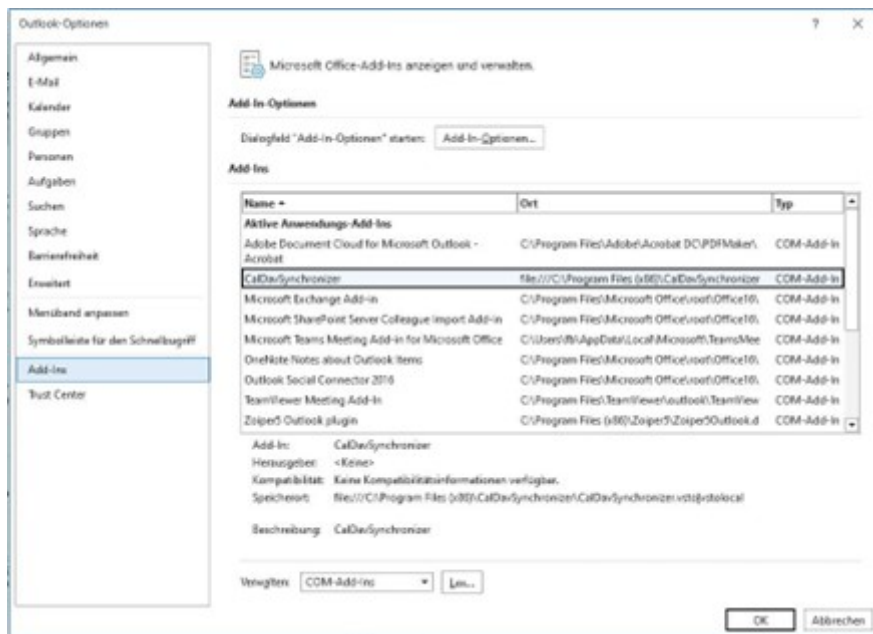 Outlook-Optionen
? ×
Allgemein
E-Mail
Kalender
Gruppen
Personen
Aufgaben
Suchen
Sprache
Barrierefreiheit
Erweitert
Menüband anpassen
Symbolleiste für den Schnellzugriff
Add-Ins
Trust Center
Microsoft Office-Add-Ins anzeigen und verwalten.
Add-In-Optionen
Dialogfeld "Add-In-Optionen" starten: Add-In-Optionen...
Add-Ins
Name Ort Typ
Aktive Anwendungs-Add-Ins
Adobe Document Cloud for Microsoft Outlook - C:\Program Files\Adobe\Acrobat DC\PDFMaker\ COM-Add-In
Acrobat
CalDavSynchronizer file:///C:\Program Files (x86)\CalDavSynchronizer COM-Add-In
Microsoft Exchange Add-in C:\Program Files\Microsoft Office\root\Office16\ COM-Add-In
Microsoft SharePoint Server Colleague Import Add-in C:\Program Files\Microsoft Office\root\Office16\ COM-Add-In
Microsoft Teams Meeting Add-in for Microsoft Office C:\Users\fb\AppData\Local\Microsoft\TeamsMee COM-Add-In
OneNote Notes about Outlook Items C:\Program Files\Microsoft Office\root\Office16\ COM-Add-In
Outlook Social Connector 2016 C:\Program Files\Microsoft Office\root\Office16\ COM-Add-In
TeamViewer Meeting Add-In C:\Program Files\TeamViewer\outlook\TeamView COM-Add-In
Zoiper5 Outlook plugin C:\Program Files (x86)\Zoiper5\Zoiper5Outlook.d COM-Add-In
Add-In: CalDavSynchronizer
Herausgeber: <Keine>
Kompatibilität: Keine Kompatibilitätsinformationen verfügbar.
Speicherort: file:///C:\Program Files (x86)\CalDavSynchronizer\CalDavSynchronizer.vsto|vstolocal
Beschreibung: CalDavSynchronizer
Verwalten: COM-Add-Ins Los...
OK Abbrechen